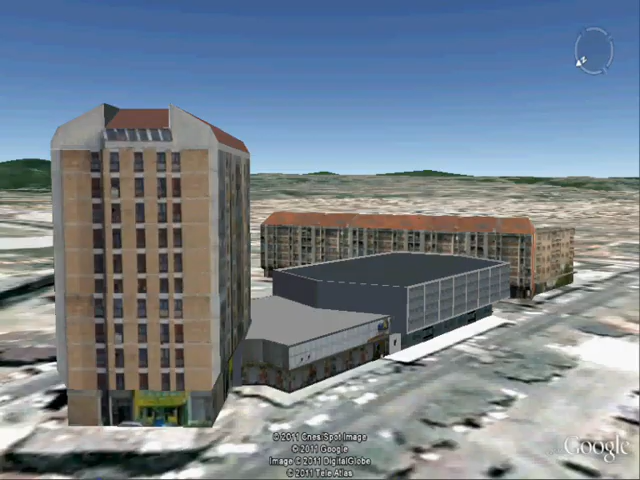 © 2011 Cnes/Spot Image
© 2011 Google
Image © 2011 DigitalGlobe
© 2011 Tele Atlas
Google